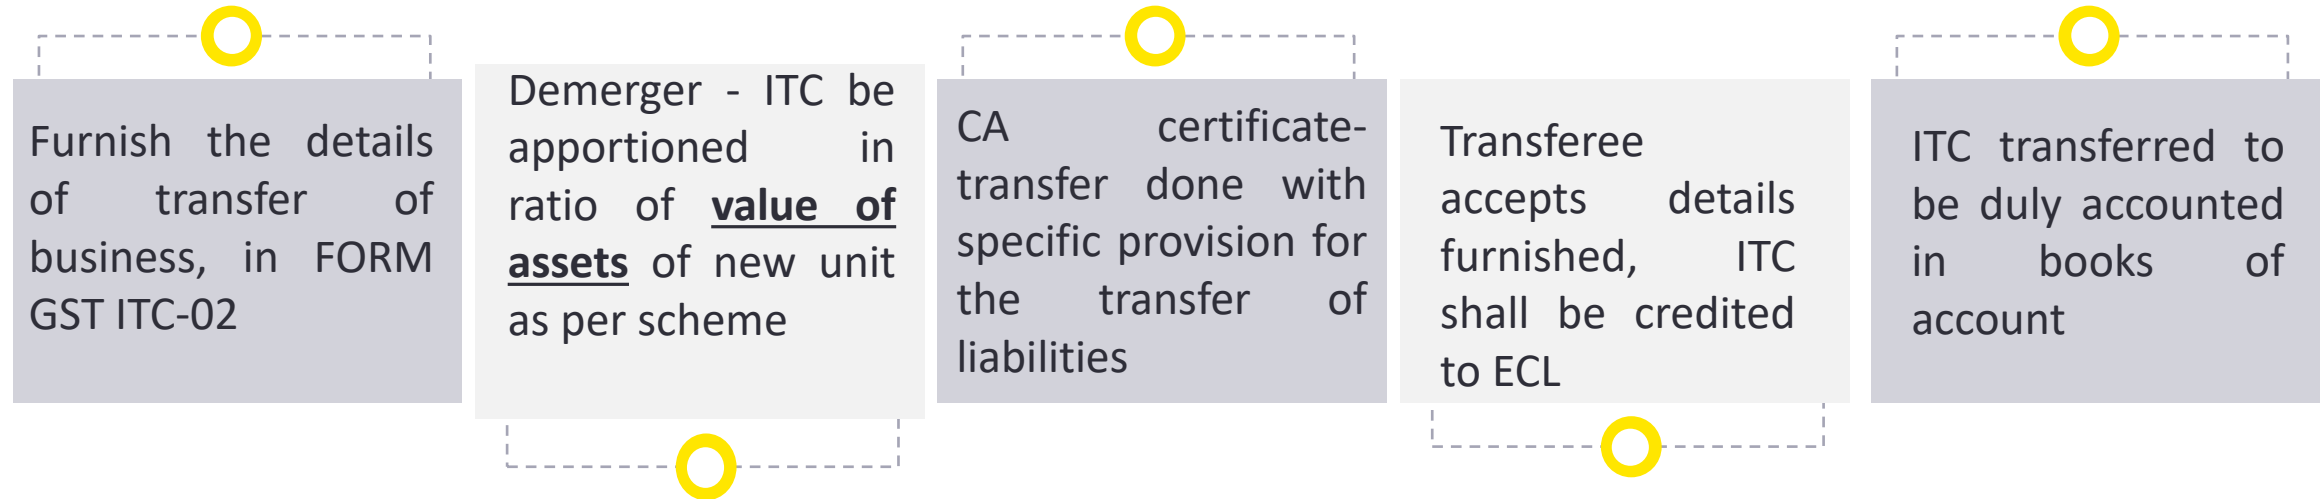 Furnish the details
of transfer of
business, in FORM
GST ITC-02
Demerger - ITC be
apportioned in
ratio of value of
assets of new unit
as per scheme
CA certificate-
transfer done with
specific provision for
the transfer of
liabilities
Transferee
accepts details
furnished, ITC
shall be credited
to ECL
ITC transferred to
be duly accounted
in books of
account